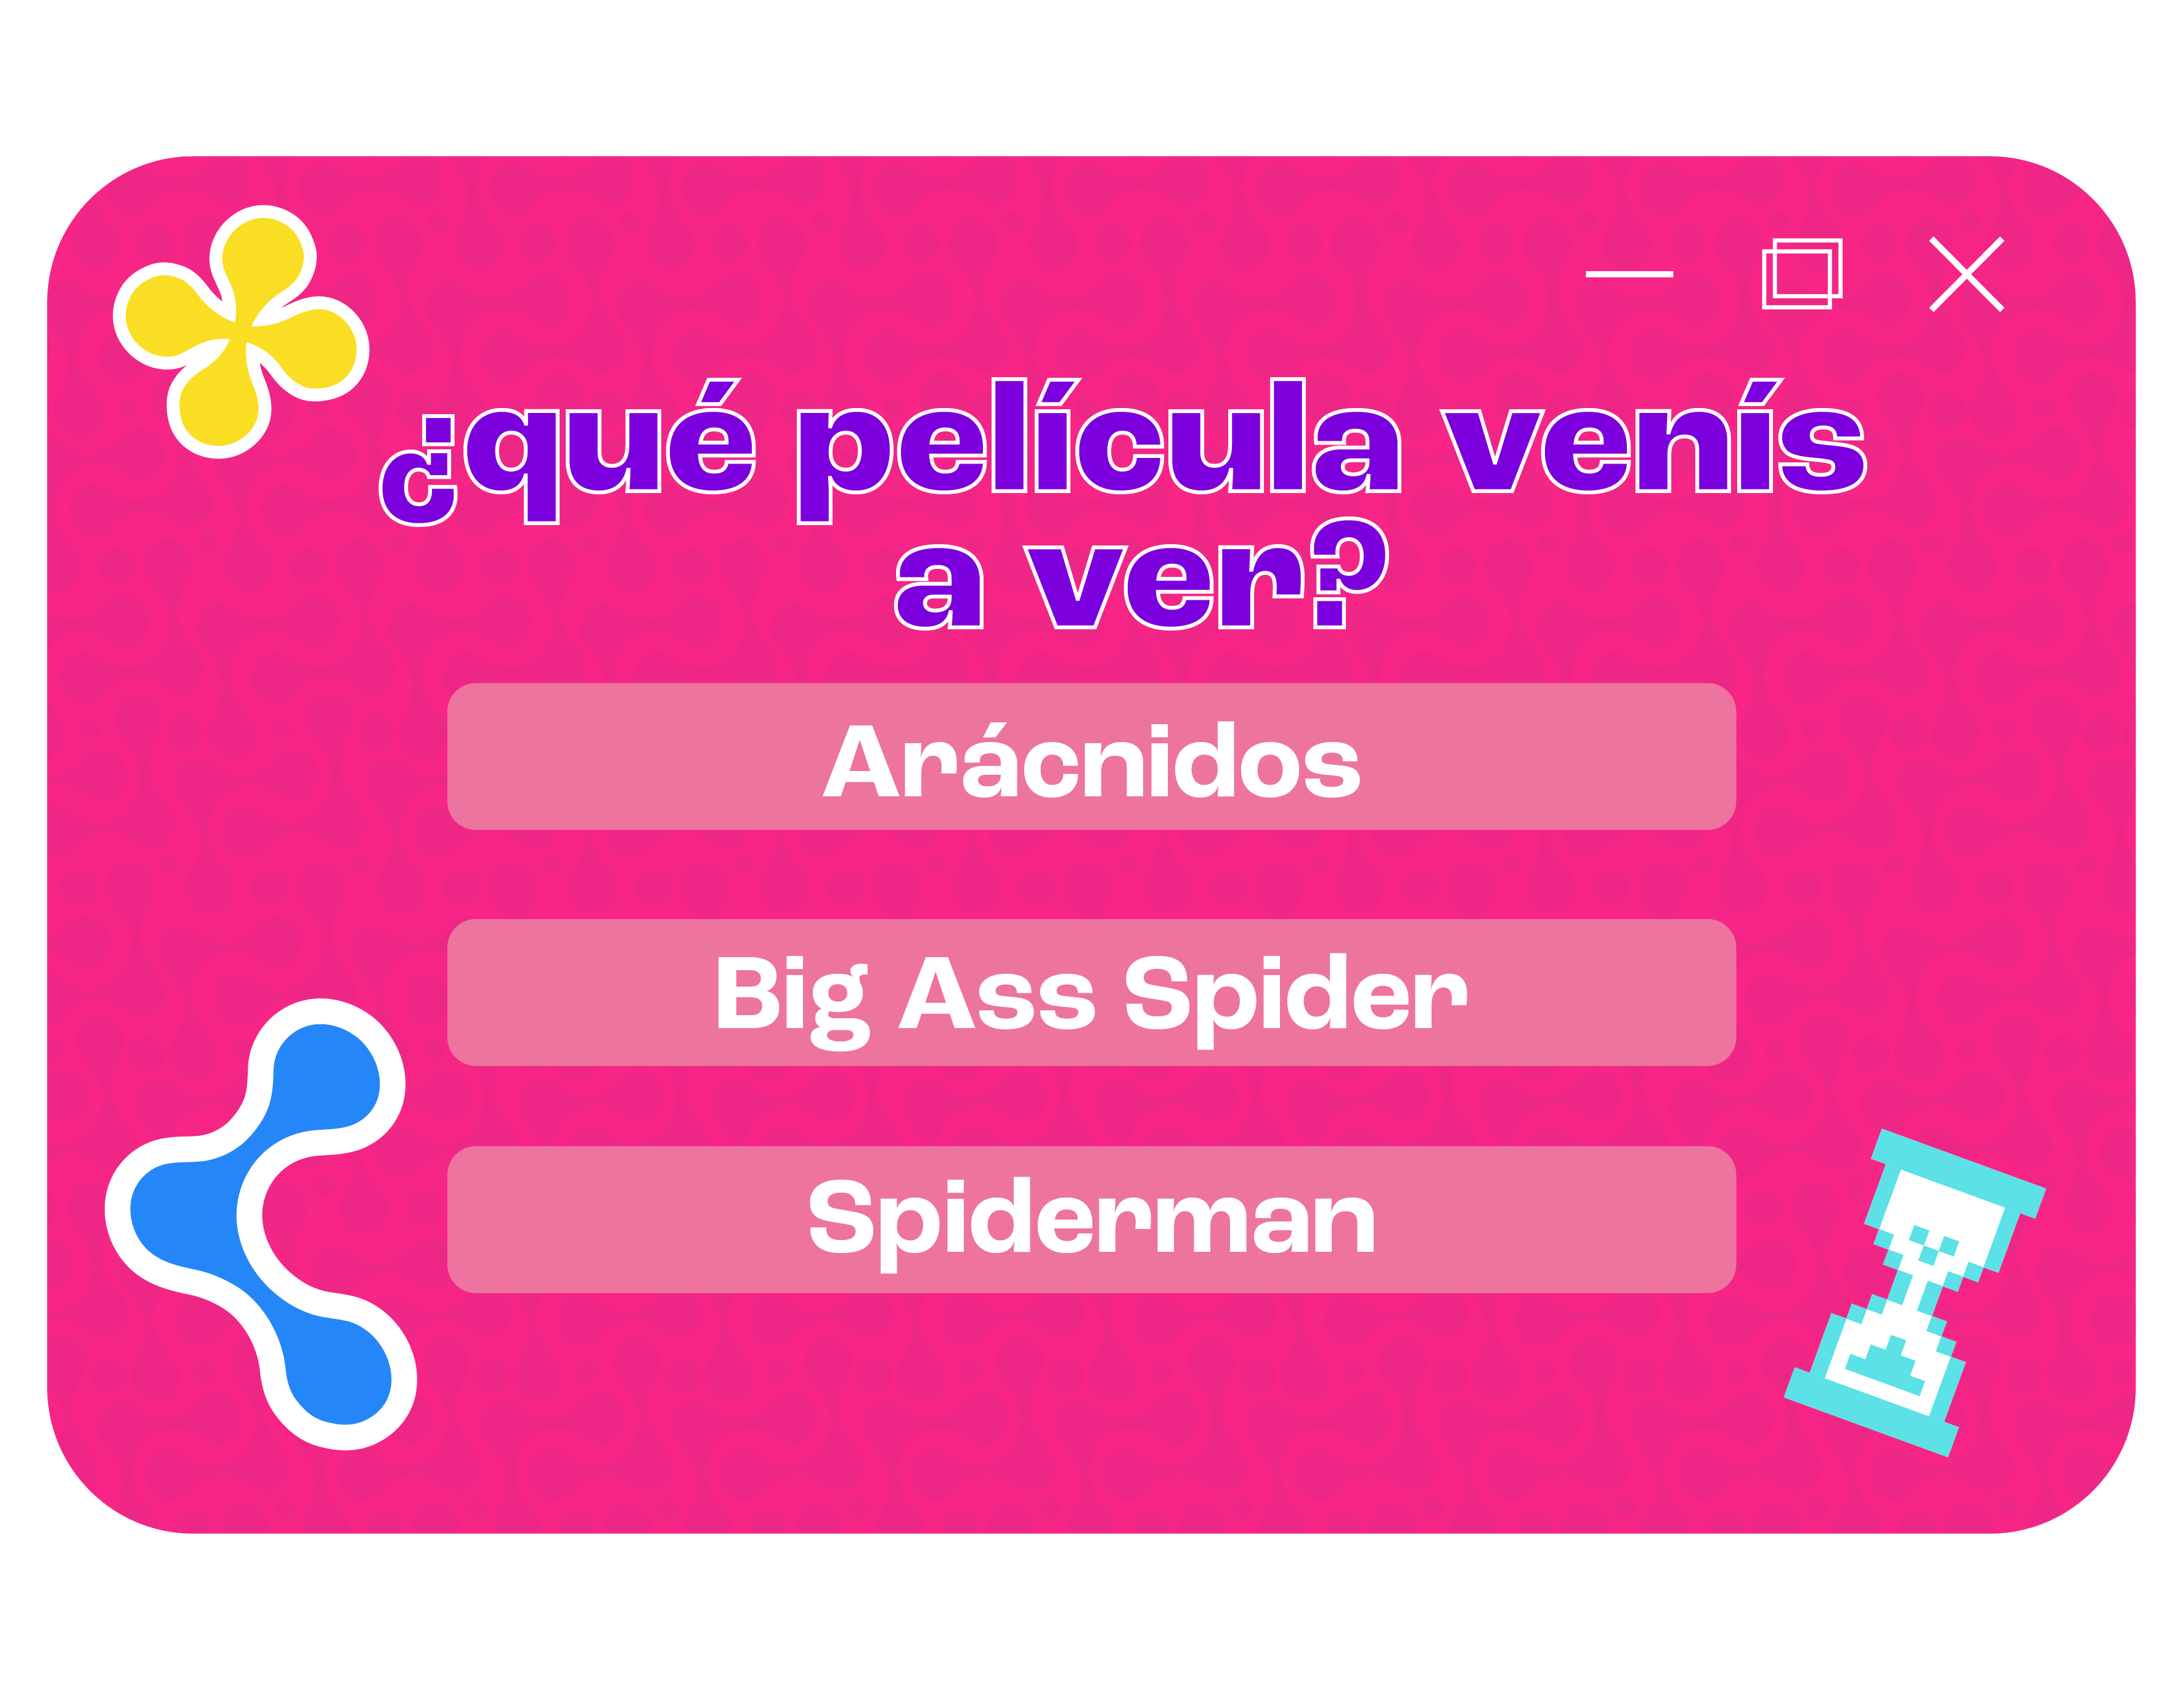 ¿qué película venís
a ver?
Arácnidos
Big Ass Spider
Spiderman